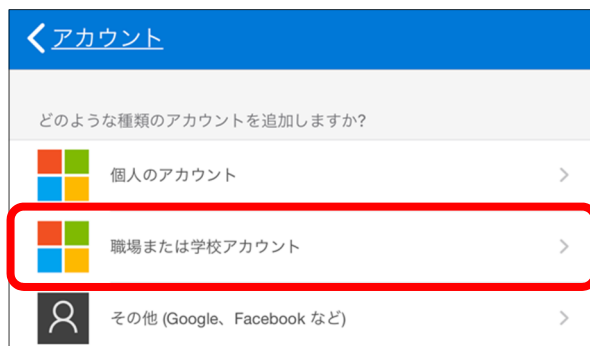 アカウント
どのような種類のアカウントを追加しますか?
個人のアカウント
職場または学校アカウント
その他 (Google、Facebook など)